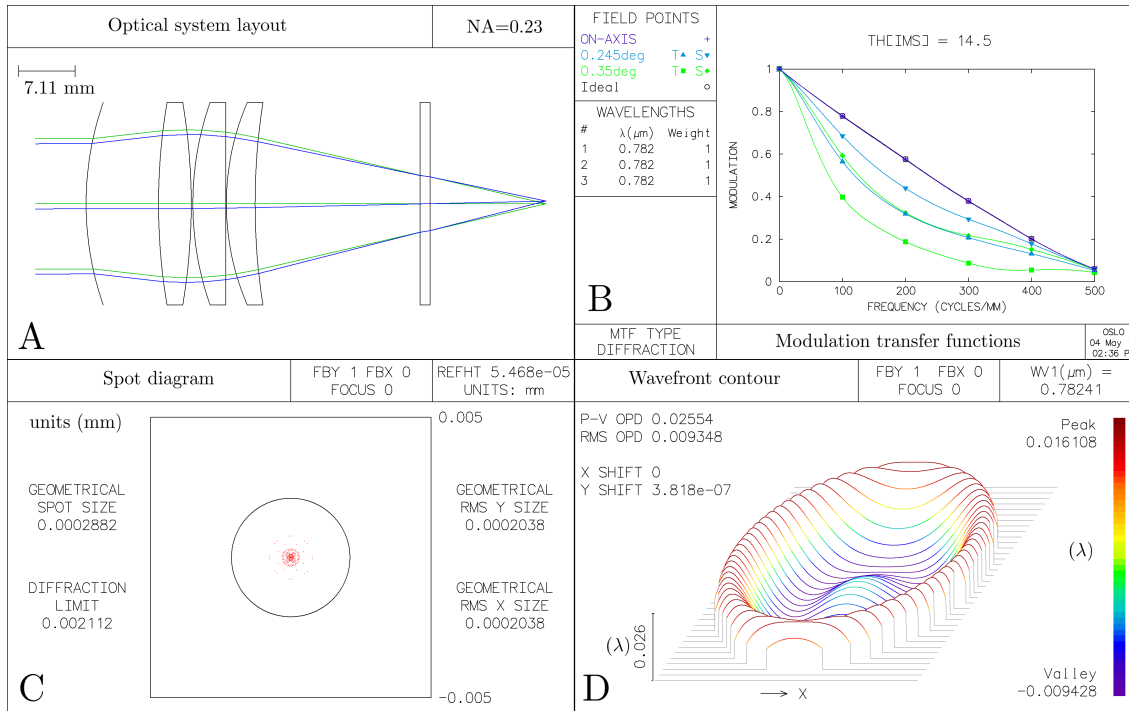 Optical system layout
NA=0.23
7.11 mm
A
FIELD POINTS
ON-AXIS +
0.245deg T▲ S▼
0.35deg T■ S◆
Ideal o
WAVELENGTHS
# λ(μm) Weight
1 0.782 1
2 0.782 1
3 0.782 1
TH[IMS] = 14.5
MODULATION
1
0.8
0.6
0.4
0.2
0
0 100 200 300 400 500
FREQUENCY (CYCLES/MM)
B
MTF TYPE
DIFFRACTION
Modulation transfer functions
OSLO
04 May
02:36 P
Spot diagram
FBY 1 FBX 0
FOCUS 0
REFHT 5.468e-05
UNITS: mm
units (mm)
0.005
GEOMETRICAL
SPOT SIZE
0.0002882
GEOMETRICAL
RMS Y SIZE
0.0002038
DIFFRACTION
LIMIT
0.002112
GEOMETRICAL
RMS X SIZE
0.0002038
-0.005
C
Wavefront contour
FBY 1 FBX 0
FOCUS 0
WV1(μm) =
0.78241
P-V OPD 0.02554
RMS OPD 0.009348
X SHIFT 0
Y SHIFT 3.818e-07
Peak
0.016108
(λ)
(λ)
0.026
X
Valley
-0.009428
D